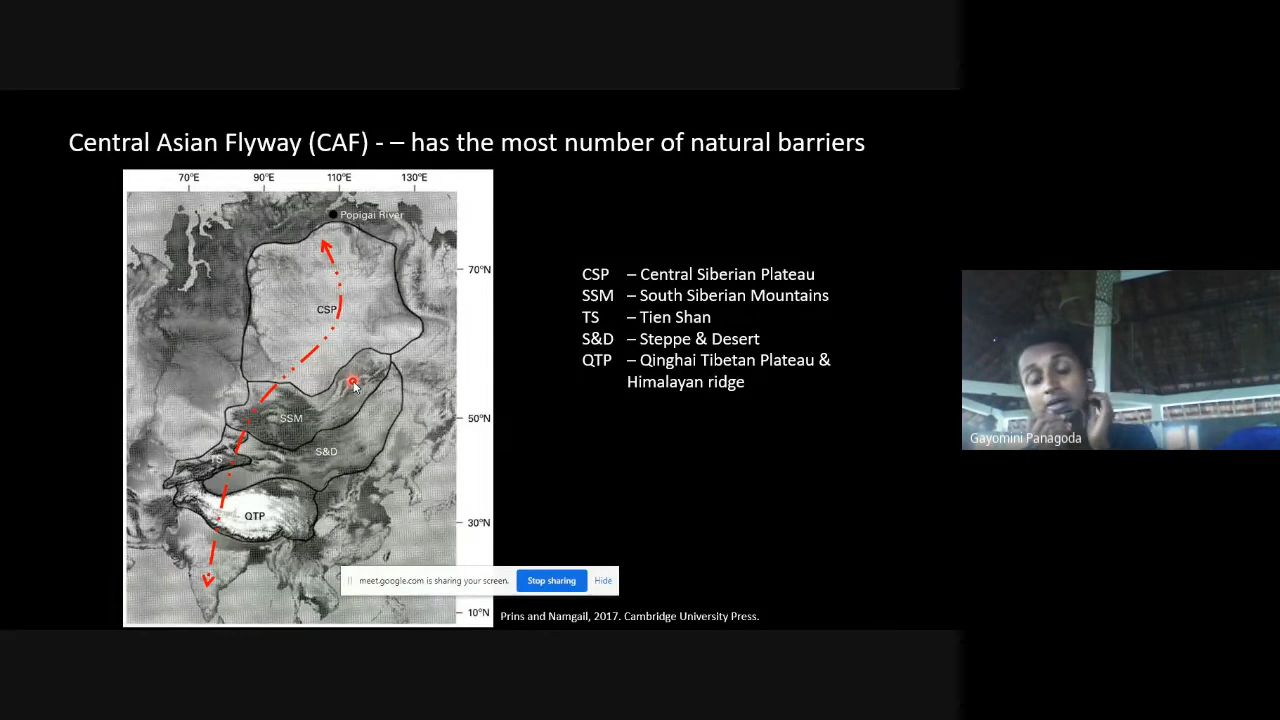 Central Asian Flyway (CAF) - – has the most number of natural barriers
70°E 90°E 110°E 130°E
Popigai River
70°N
CSP
SSM
50°N
S&D
TS
QTP
30°N
10°N
CSP – Central Siberian Plateau
SSM – South Siberian Mountains
TS – Tien Shan
S&D – Steppe & Desert
QTP – Qinghai Tibetan Plateau &
Himalayan ridge
Gayomini Panagoda
meet.google.com is sharing your screen. Stop sharing Hide
Prins and Namgail, 2017. Cambridge University Press.